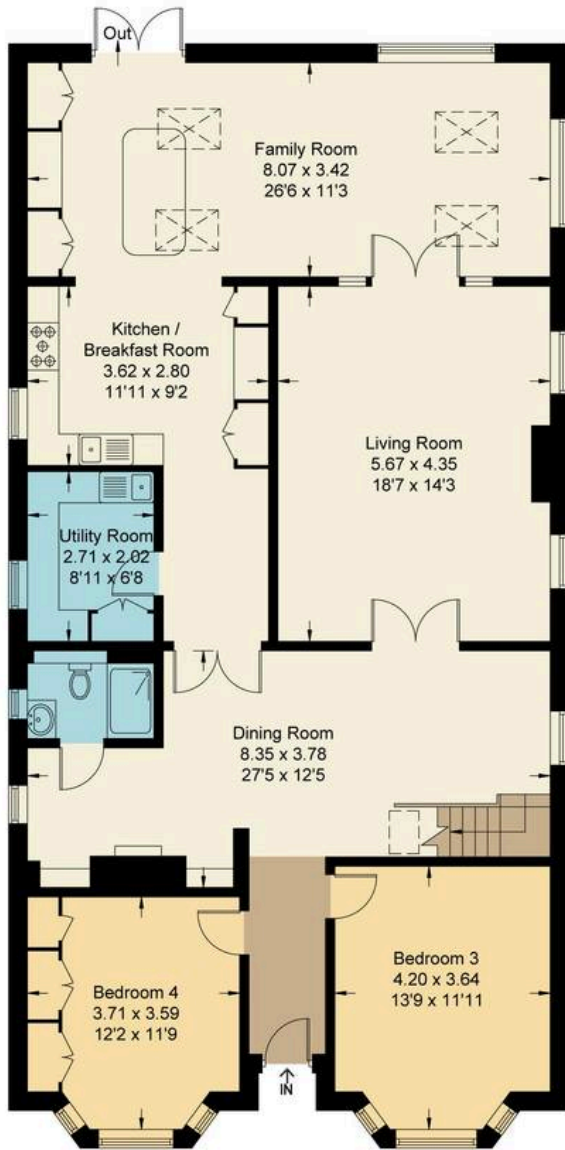 Out
Family Room
8.07 x 3.42
26'6 x 11'3
Kitchen /
Breakfast Room
3.62 x 2.80
11'11 x 9'2
Living Room
5.67 x 4.35
18'7 x 14'3
Utility Room
2.71 x 2.02
8'11 x 6'8
Dining Room
8.35 x 3.78
27'5 x 12'5
Bedroom 4
3.71 x 3.59
12'2 x 11'9
Bedroom 3
4.20 x 3.64
13'9 x 11'11
IN